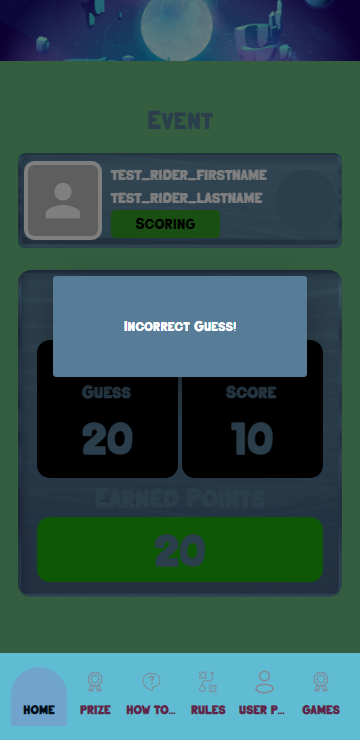 Event
TEST_RIDER_FIRSTNAME
TEST_RIDER_LASTNAME
Scoring
Incorrect Guess!
Guess
Score
20
10
Earned Points
20
HOME
PRIZE
HOW TO...
RULES
USER P...
GAMES